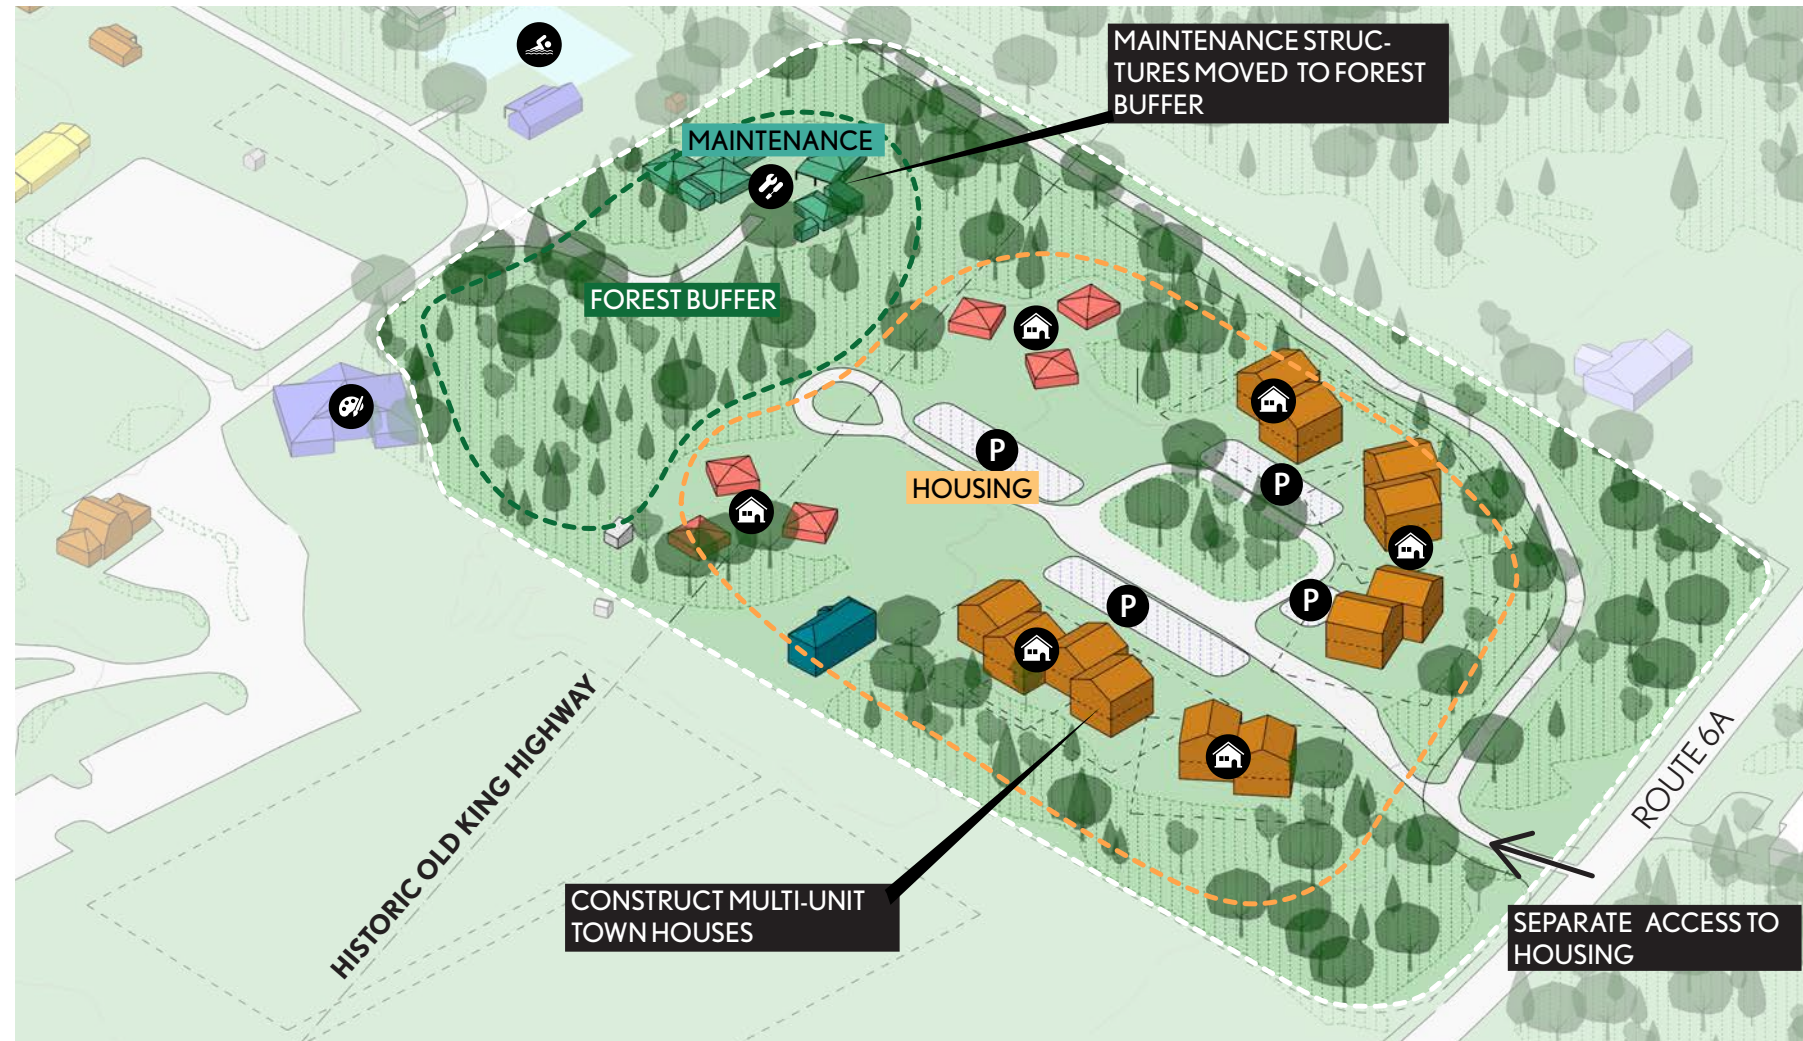 MAINTENANCE STRUC-
TURES MOVED TO FOREST
BUFFER
MAINTENANCE
FOREST BUFFER
P
HOUSING
P
P
P
HISTORIC OLD KING HIGHWAY
ROUTE 6A
CONSTRUCT MULTI-UNIT
TOWN HOUSES
SEPARATE ACCESS TO
HOUSING